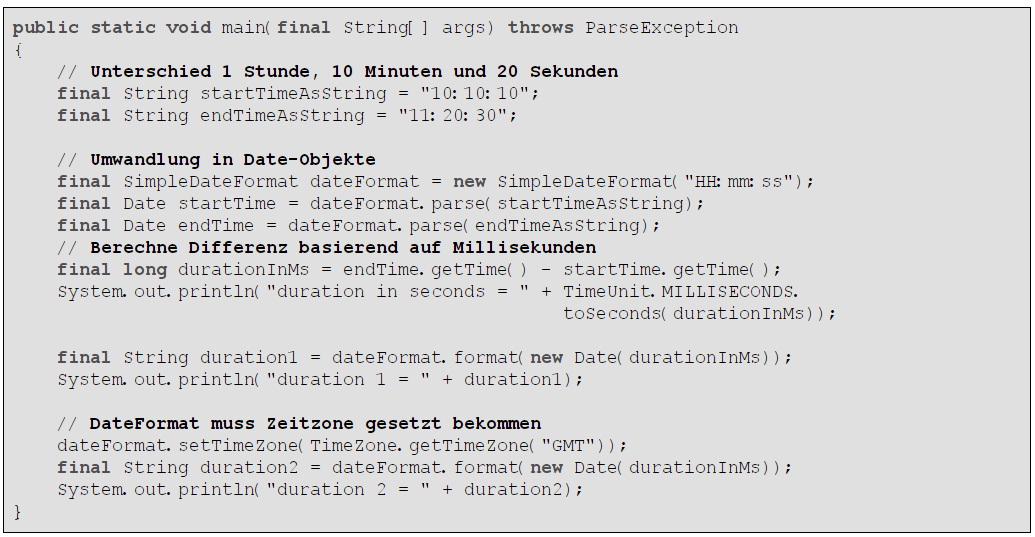 public static void main(final String[] args) throws ParseException
{
// Unterschied 1 Stunde, 10 Minuten und 20 Sekunden
final String startTimeAsString = "10:10:10";
final String endTimeAsString = "11:20:30";
// Umwandlung in Date-Objekte
final SimpleDateFormat dateFormat = new SimpleDateFormat("HH:mm:ss");
final Date startTime = dateFormat.parse(startTimeAsString);
final Date endTime = dateFormat.parse(endTimeAsString);
// Berechne Differenz basierend auf Millisekunden
final long durationInMs = endTime.getTime() - startTime.getTime();
System.out.println("duration in seconds = " + TimeUnit.MILLISECONDS.
toSeconds(durationInMs));
final String duration1 = dateFormat.format(new Date(durationInMs));
System.out.println("duration 1 = " + duration1);
// DateFormat muss Zeitzone gesetzt bekommen
dateFormat.setTimeZone(TimeZone.getTimeZone("GMT"));
final String duration2 = dateFormat.format(new Date(durationInMs));
System.out.println("duration 2 = " + duration2);
}